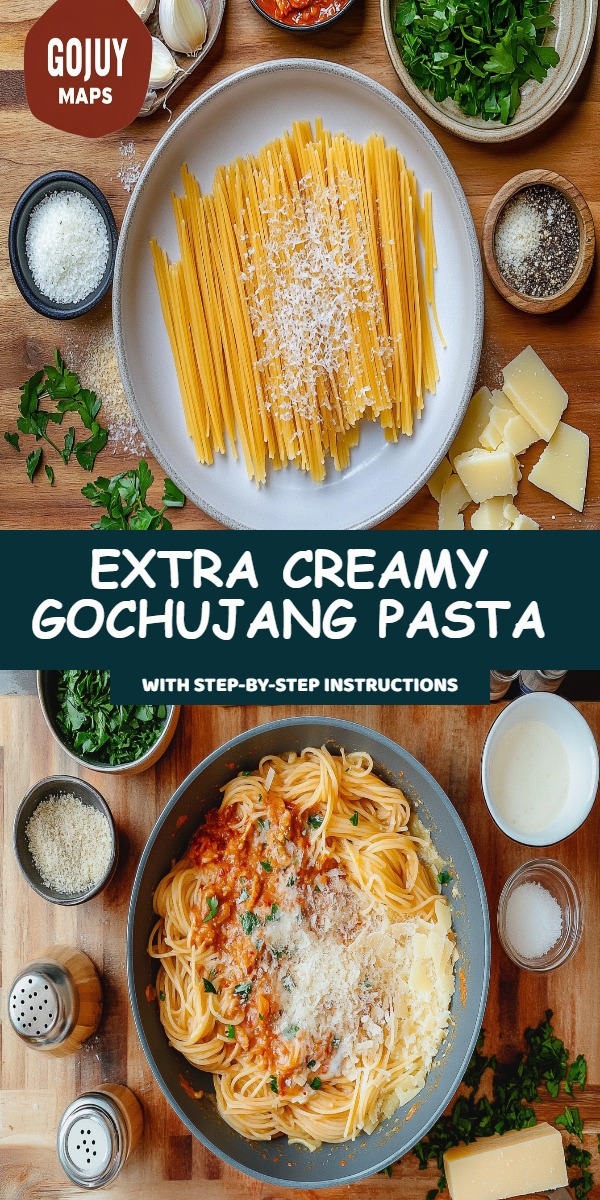 GOJUY
MAPS
EXTRA CREAMY
GOCHUJANG PASTA
WITH STEP-BY-STEP INSTRUCTIONS